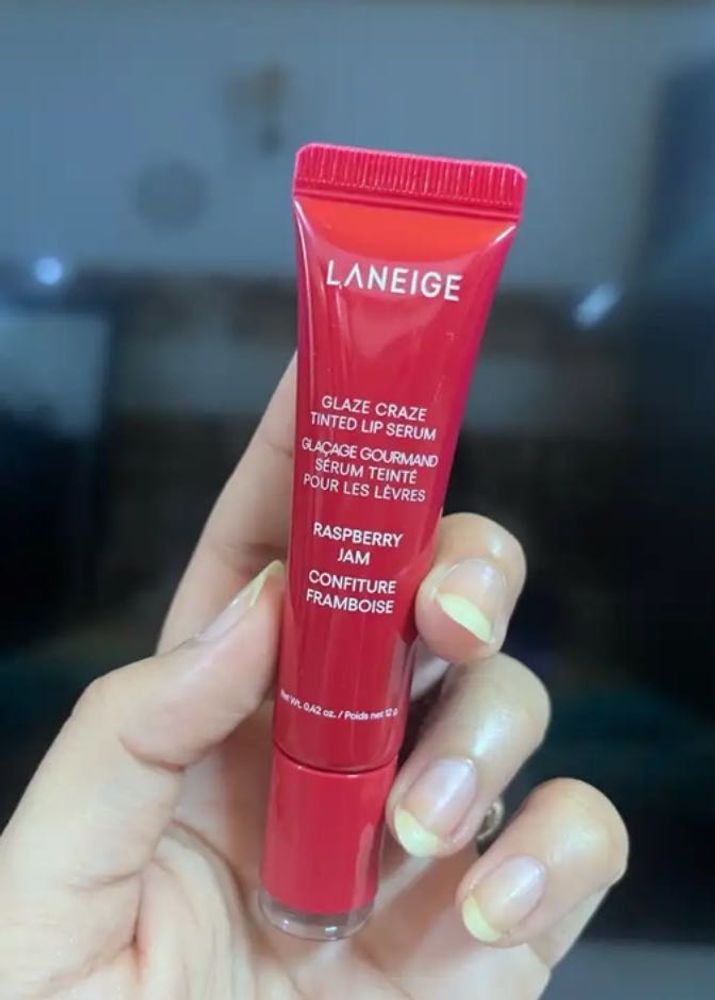 LANEIGE
GLAZE CRAZE
TINTED LIP SERUM
GLAÇAGE GOURMAND
SÉRUM TEINTÉ
POUR LES LÈVRES
RASPBERRY
JAM
CONFITURE
FRAMBOISE
Net Wt. 0.42 oz. / Poids net 12 g